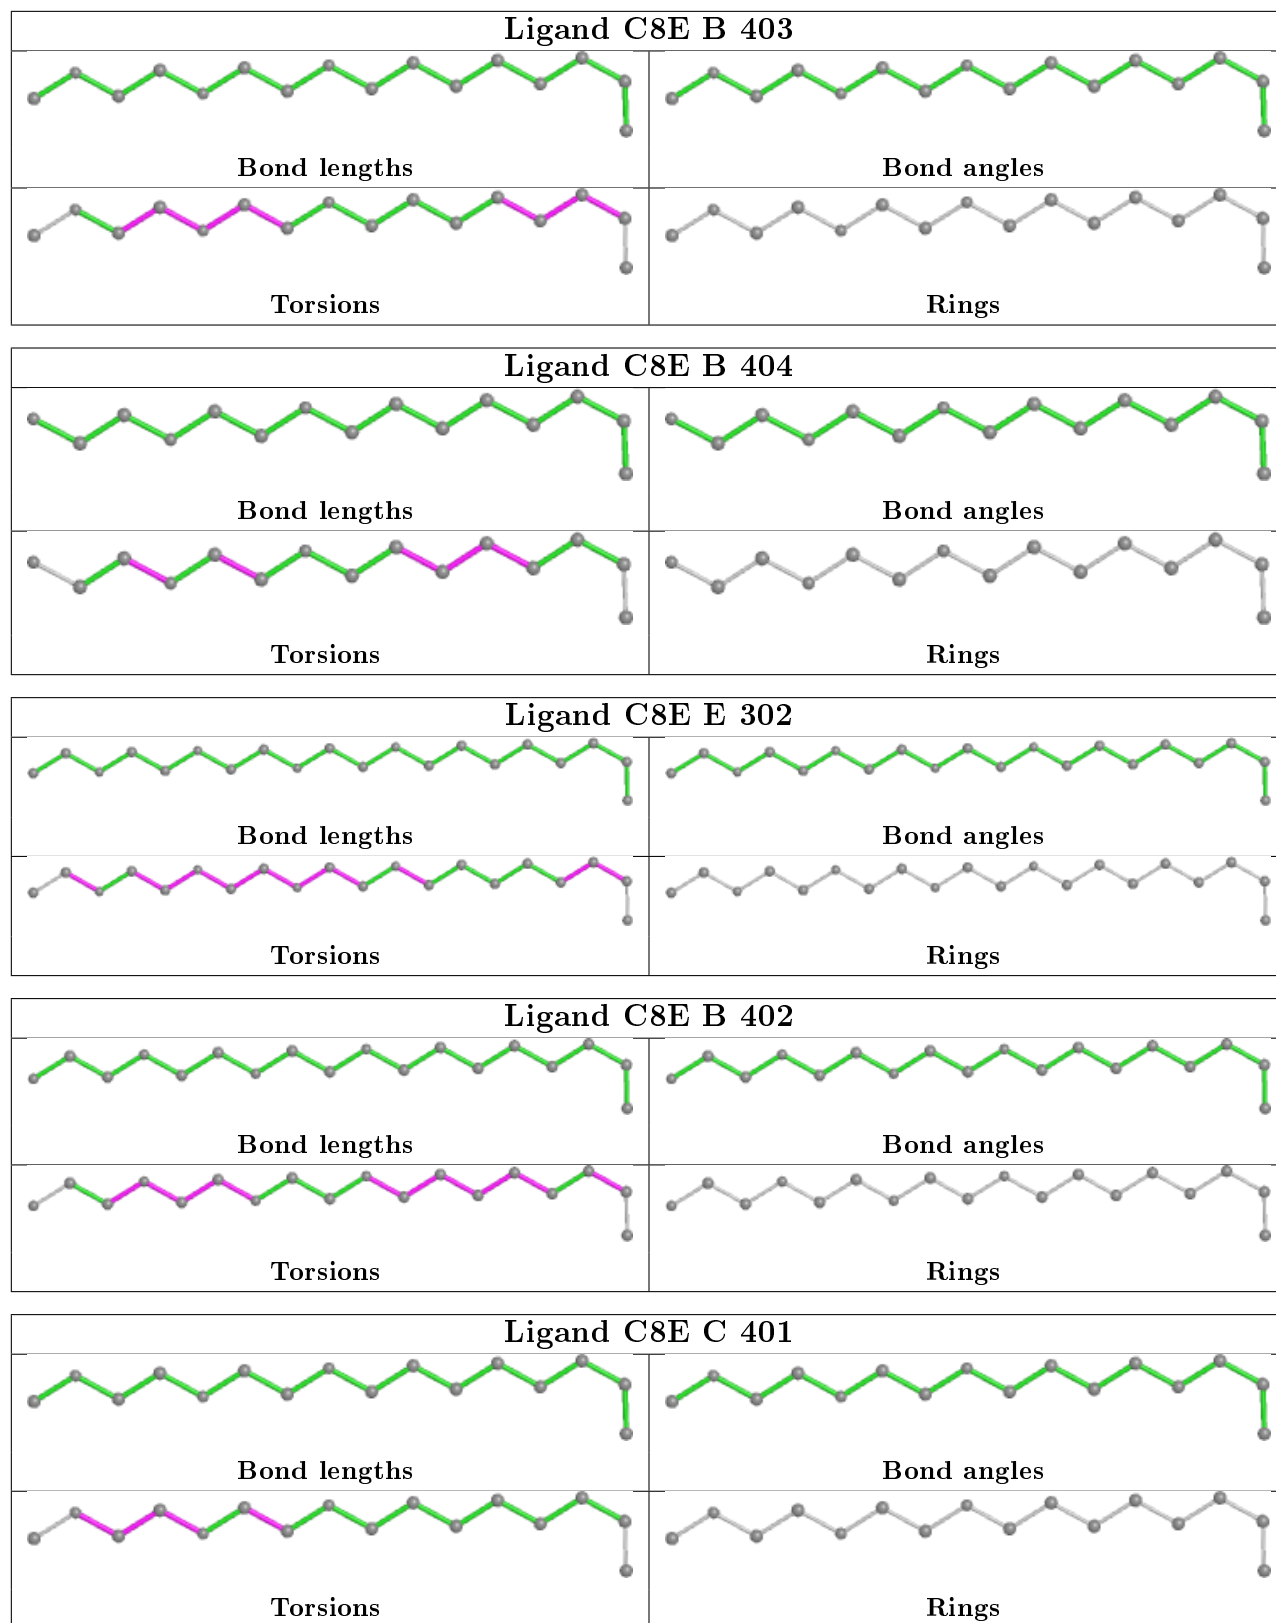 Ligand C8E B 403
Bond lengths
Bond angles
Torsions
Rings
Ligand C8E B 404
Bond lengths
Bond angles
Torsions
Rings
Ligand C8E E 302
Bond lengths
Bond angles
Torsions
Rings
Ligand C8E B 402
Bond lengths
Bond angles
Torsions
Rings
Ligand C8E C 401
Bond lengths
Bond angles
Torsions
Rings